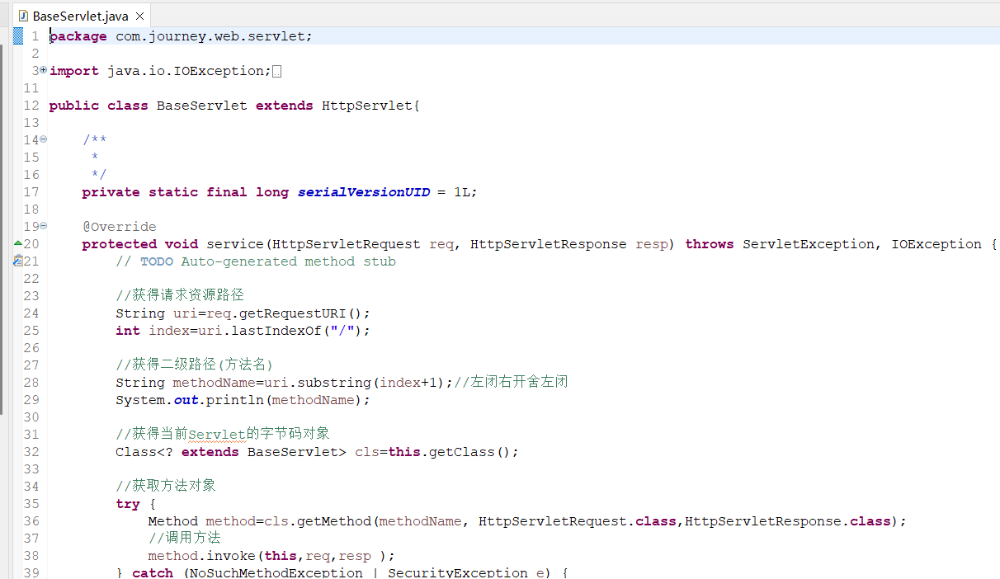 BaseServlet.java
1 package com.journey.web.servlet;
2
3 import java.io.IOException;
11
12 public class BaseServlet extends HttpServlet{
13
14 /**
15 *
16 */
17 private static final long serialVersionUID = 1L;
18
19 @Override
20 protected void service(HttpServletRequest req, HttpServletResponse resp) throws ServletException, IOException {
21 // TODO Auto-generated method stub
22
23 //获得请求资源路径
24 String uri=req.getRequestURI();
25 int index=uri.lastIndexOf("/");
26
27 //获得二级路径(方法名)
28 String methodName=uri.substring(index+1);//左闭右开舍左闭
29 System.out.println(methodName);
30
31 //获得当前Servlet的字节码对象
32 Class<? extends BaseServlet> cls=this.getClass();
33
34 //获取方法对象
35 try {
36 Method method=cls.getMethod(methodName, HttpServletRequest.class,HttpServletResponse.class);
37 //调用方法
38 method.invoke(this,req,resp );
39 } catch (NoSuchMethodException | SecurityException e) {